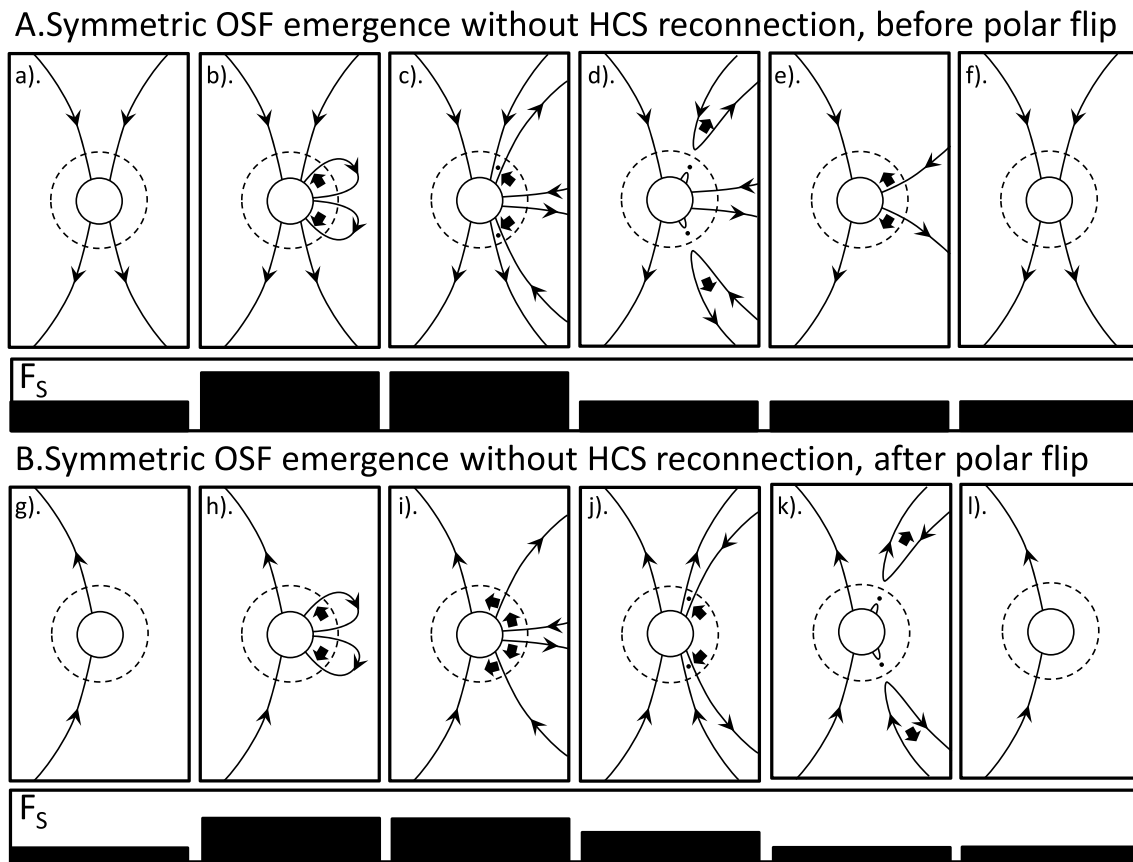 A.Symmetric OSF emergence without HCS reconnection, before polar flip
a). b). c). d). e). f).
FS
B.Symmetric OSF emergence without HCS reconnection, after polar flip
g). h). i). j). k). l).
FS